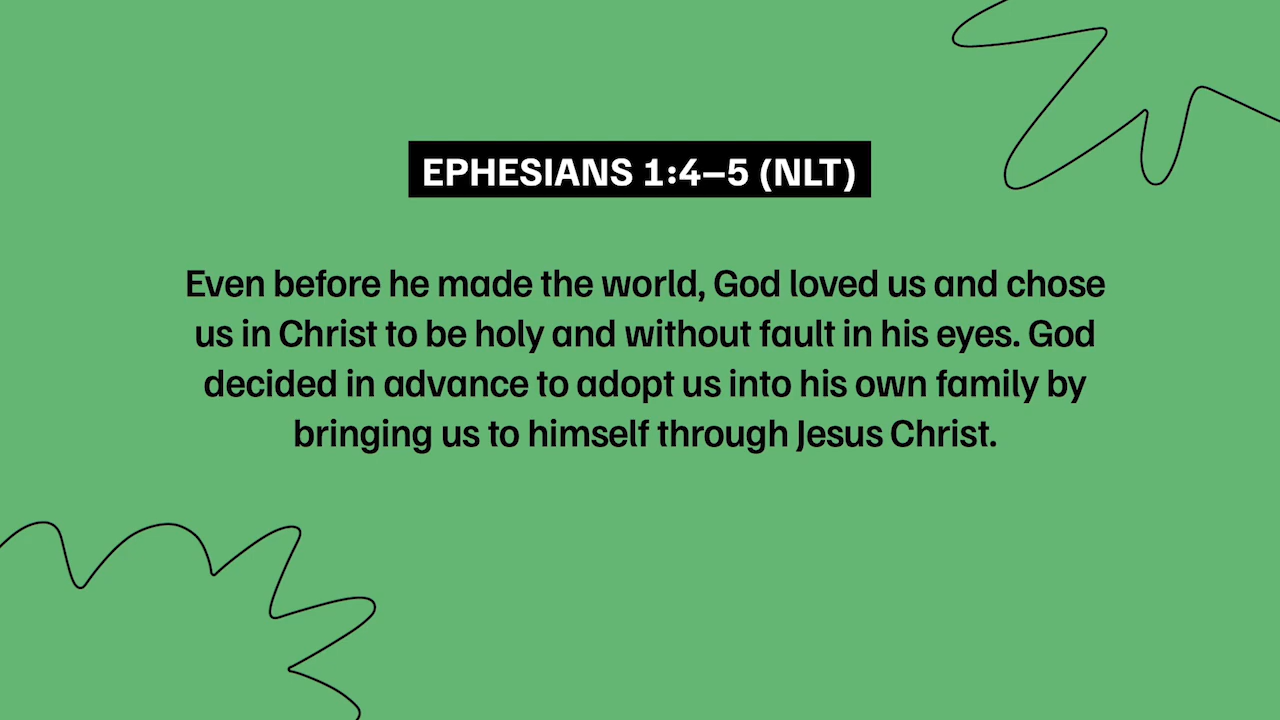 EPHESIANS 1:4–5 (NLT)
Even before he made the world, God loved us and chose
us in Christ to be holy and without fault in his eyes. God
decided in advance to adopt us into his own family by
bringing us to himself through Jesus Christ.